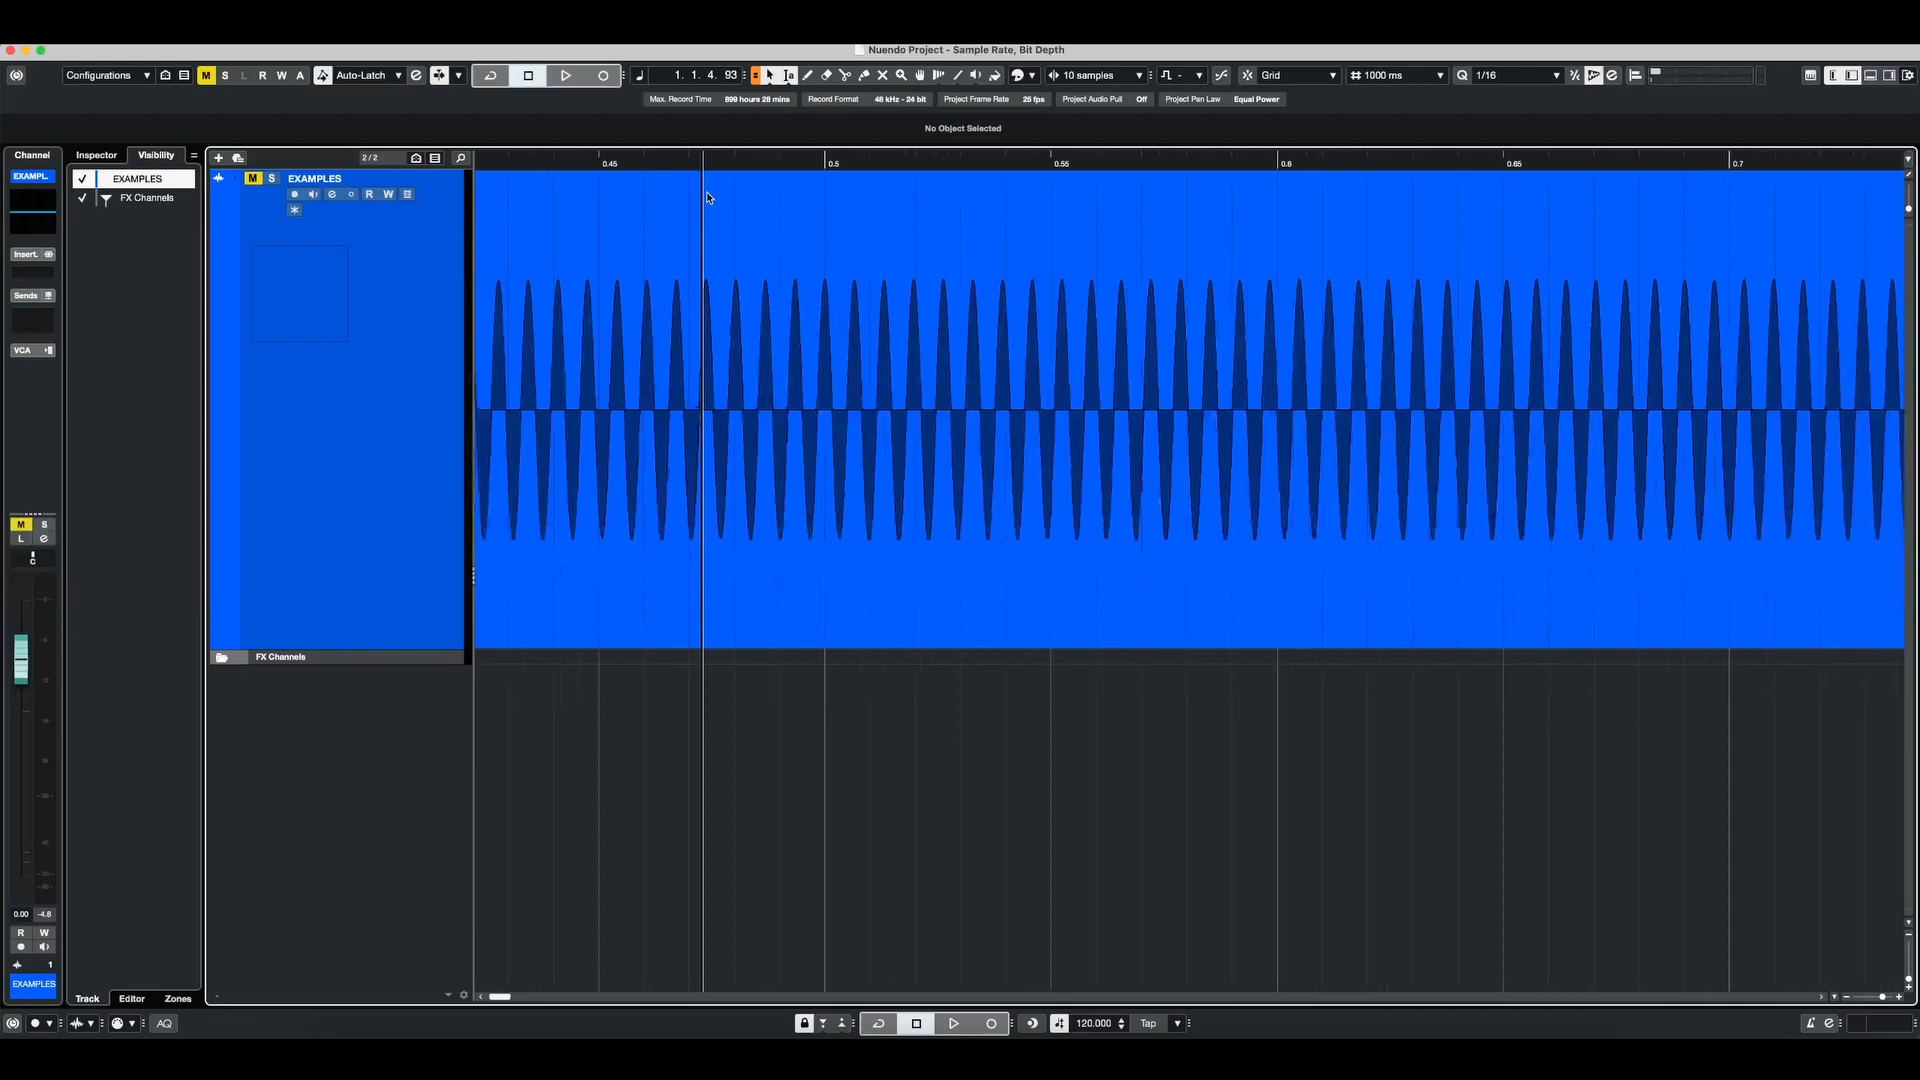 Nuendo Project - Sample Rate, Bit Depth
Configurations M S L R W A Auto-Latch 1. 1. 4. 93 10 samples - Grid 1000 ms Q 1/16
Max. Record Time 899 hours 28 mins Record Format 48 kHz - 24 bit Project Frame Rate 25 fps Project Audio Pull Off Project Pan Law Equal Power
No Object Selected
Channel Inspector Visibility 2 / 2 0.45 0.5 0.55 0.6 0.65 0.7
EXAMPL. EXAMPLES M S EXAMPLES
FX Channels R W
Insert.
Sends
VCA
M S
L
C
FX Channels
0.00 -4.8
R W
1
EXAMPLES
Track Editor Zones
AQ 120.000 Tap